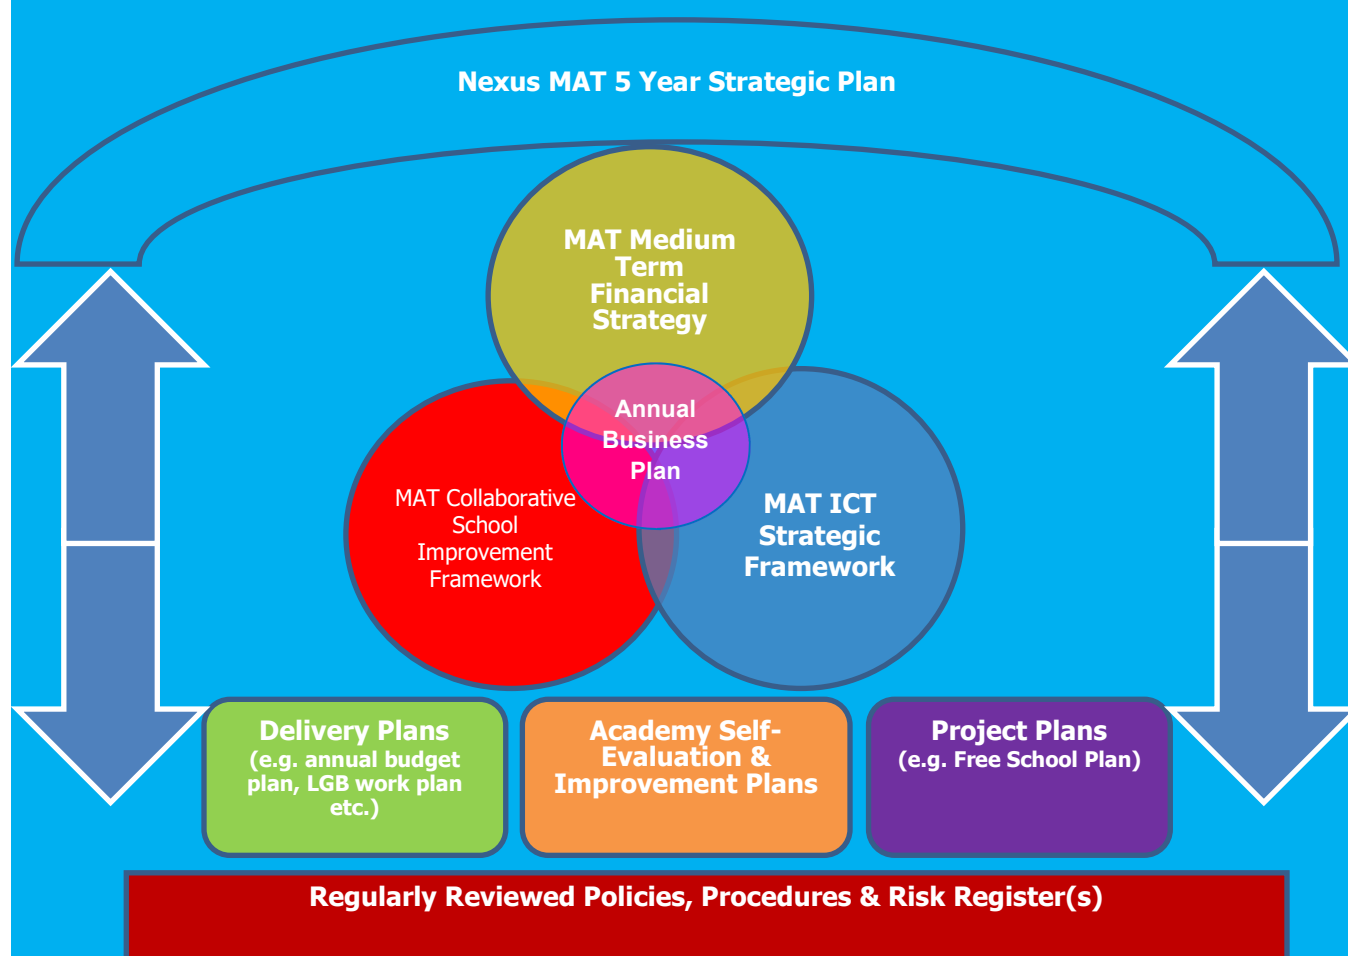 Nexus MAT 5 Year Strategic Plan
MAT Medium
Term
Financial
Strategy
Annual
Business
Plan
MAT Collaborative
School
Improvement
Framework
MAT ICT
Strategic
Framework
Delivery Plans
(e.g. annual budget
plan, LGB work plan
etc.)
Academy Self-
Evaluation &
Improvement Plans
Project Plans
(e.g. Free School Plan)
Regularly Reviewed Policies, Procedures & Risk Register(s)